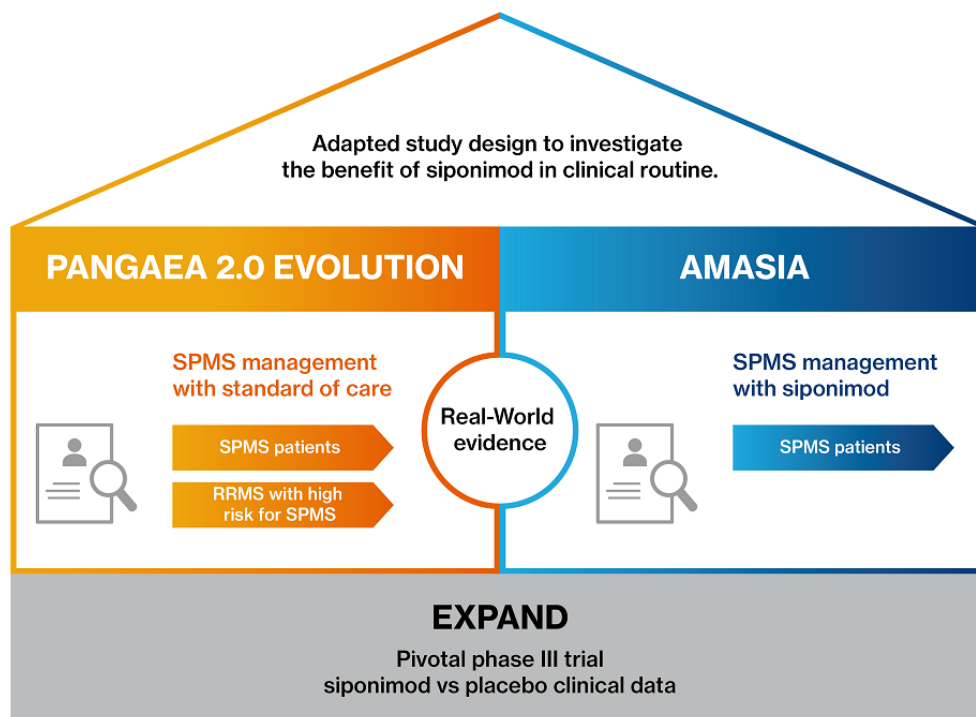 Adapted study design to investigate
the benefit of siponimod in clinical routine.
PANGAEA 2.0 EVOLUTION
AMASIA
SPMS management
with standard of care
SPMS patients
RRMS with high
risk for SPMS
Real-World
evidence
SPMS management
with siponimod
SPMS patients
EXPAND
Pivotal phase III trial
siponimod vs placebo clinical data